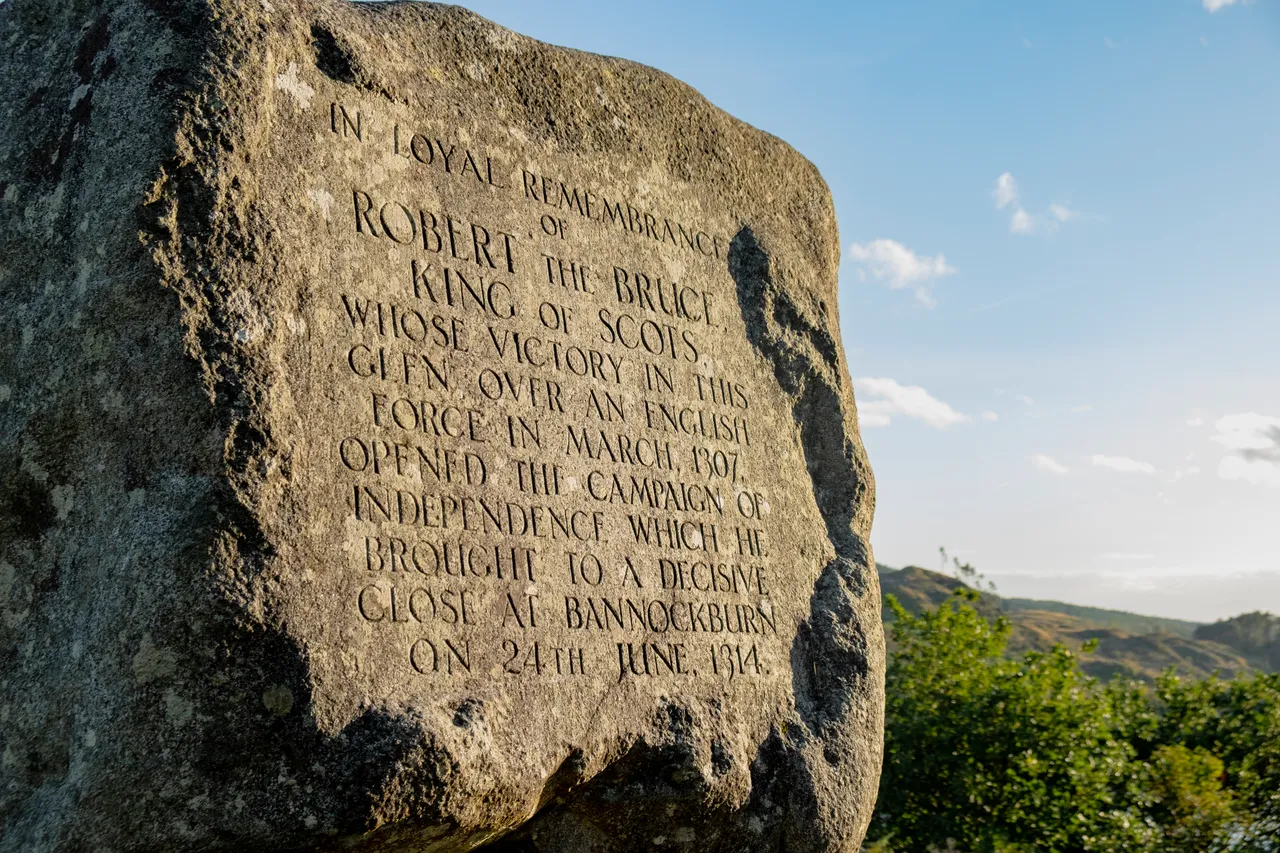 IN LOYAL REMEMBRANCE
OF
ROBERT THE BRUCE,
KING OF SCOTS,
WHOSE VICTORY IN THIS
GLEN OVER AN ENGLISH
FORCE IN MARCH, 1307,
OPENED THE CAMPAIGN OF
INDEPENDENCE WHICH HE
BROUGHT TO A DECISIVE
CLOSE AT BANNOCKBURN
ON 24TH JUNE, 1314.